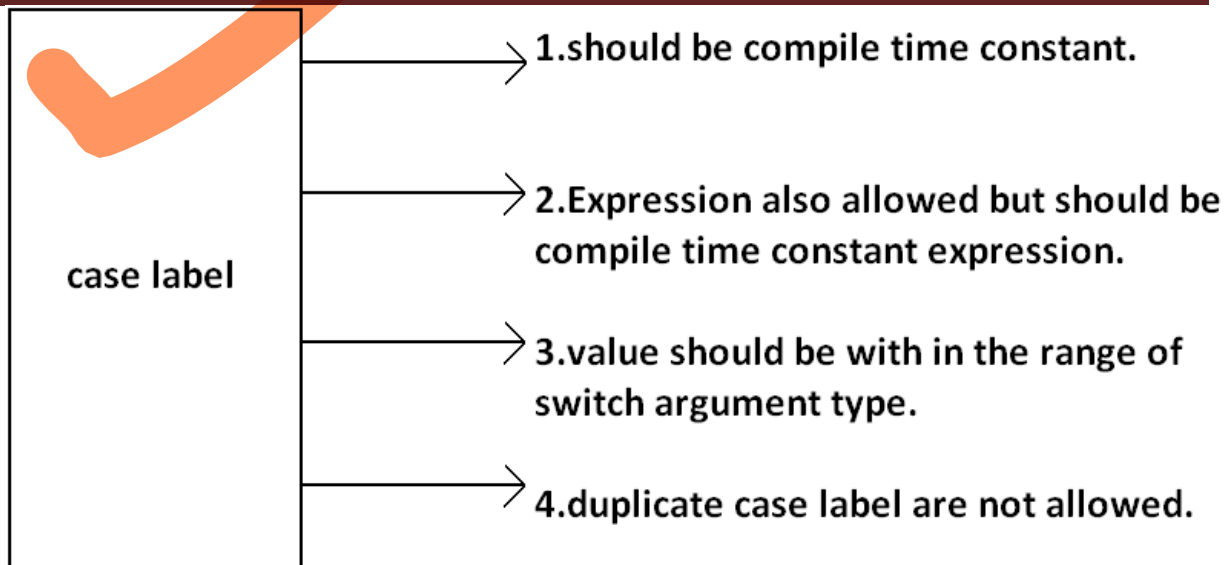 1.should be compile time constant.
2.Expression also allowed but should be
compile time constant expression.
case label
3.value should be with in the range of
switch argument type.
4.duplicate case label are not allowed.